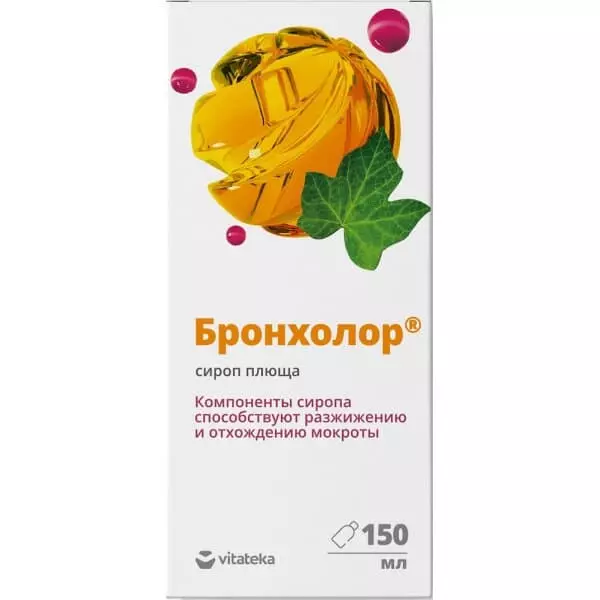 Бронхолор®
сироп плюща
Компоненты сиропа
способствуют разжижению
и отхождению мокроты
150
мл
vitateka